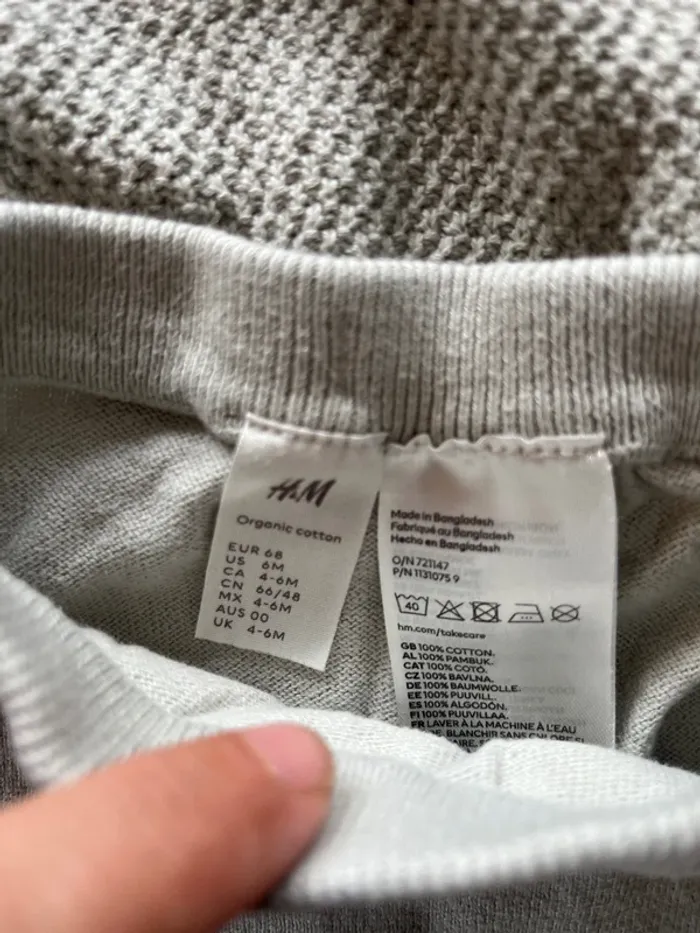 H&M
Organic cotton
EUR 68
US 6M
CA 4-6M
CN 66/48
MX 4-6M
AUS 00
UK 4-6M
Made in Bangladesh
Fabriqué au Bangladesh
Hecho en Bangladesh
O/N 721147
P/N 1131075 9
40
hm.com/takecare
GB 100% COTTON.
AL 100% PAMBUK.
CAT 100% COTÓ.
CZ 100% BAVLNA.
DE 100% BAUMWOLLE.
EE 100% PUUVILL.
ES 100% ALGODÓN.
FI 100% PUUVILLAA.
FR LAVER À LA MACHINE À L'EAU
BLANCHIR SANS CHLORE